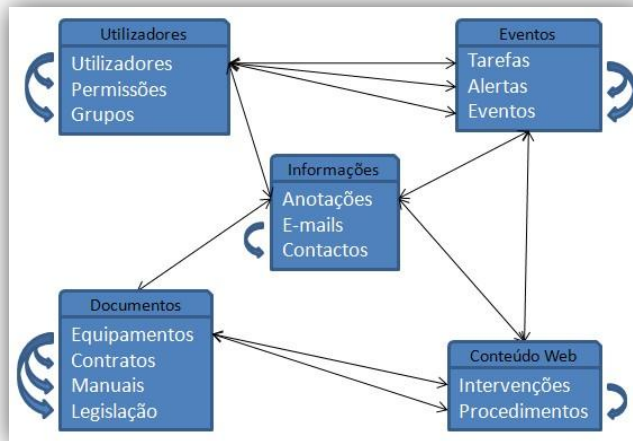 Utilizadores
Utilizadores
Permissões
Grupos
Eventos
Tarefas
Alertas
Eventos
Informações
Anotações
E-mails
Contactos
Documentos
Equipamentos
Contratos
Manuais
Legislação
Conteúdo Web
Intervenções
Procedimentos